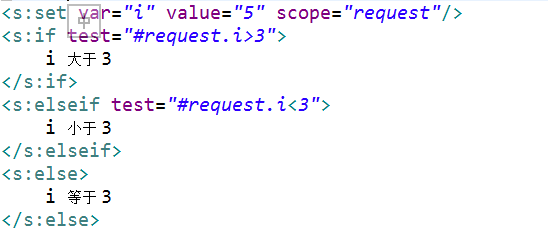 <s:set var="i" value="5" scope="request"/>
<s:if test="#request.i>3">
    i 大于 3
</s:if>
<s:elseif test="#request.i<3">
    i 小于 3
</s:elseif>
<s:else>
    i 等于 3
</s:else>